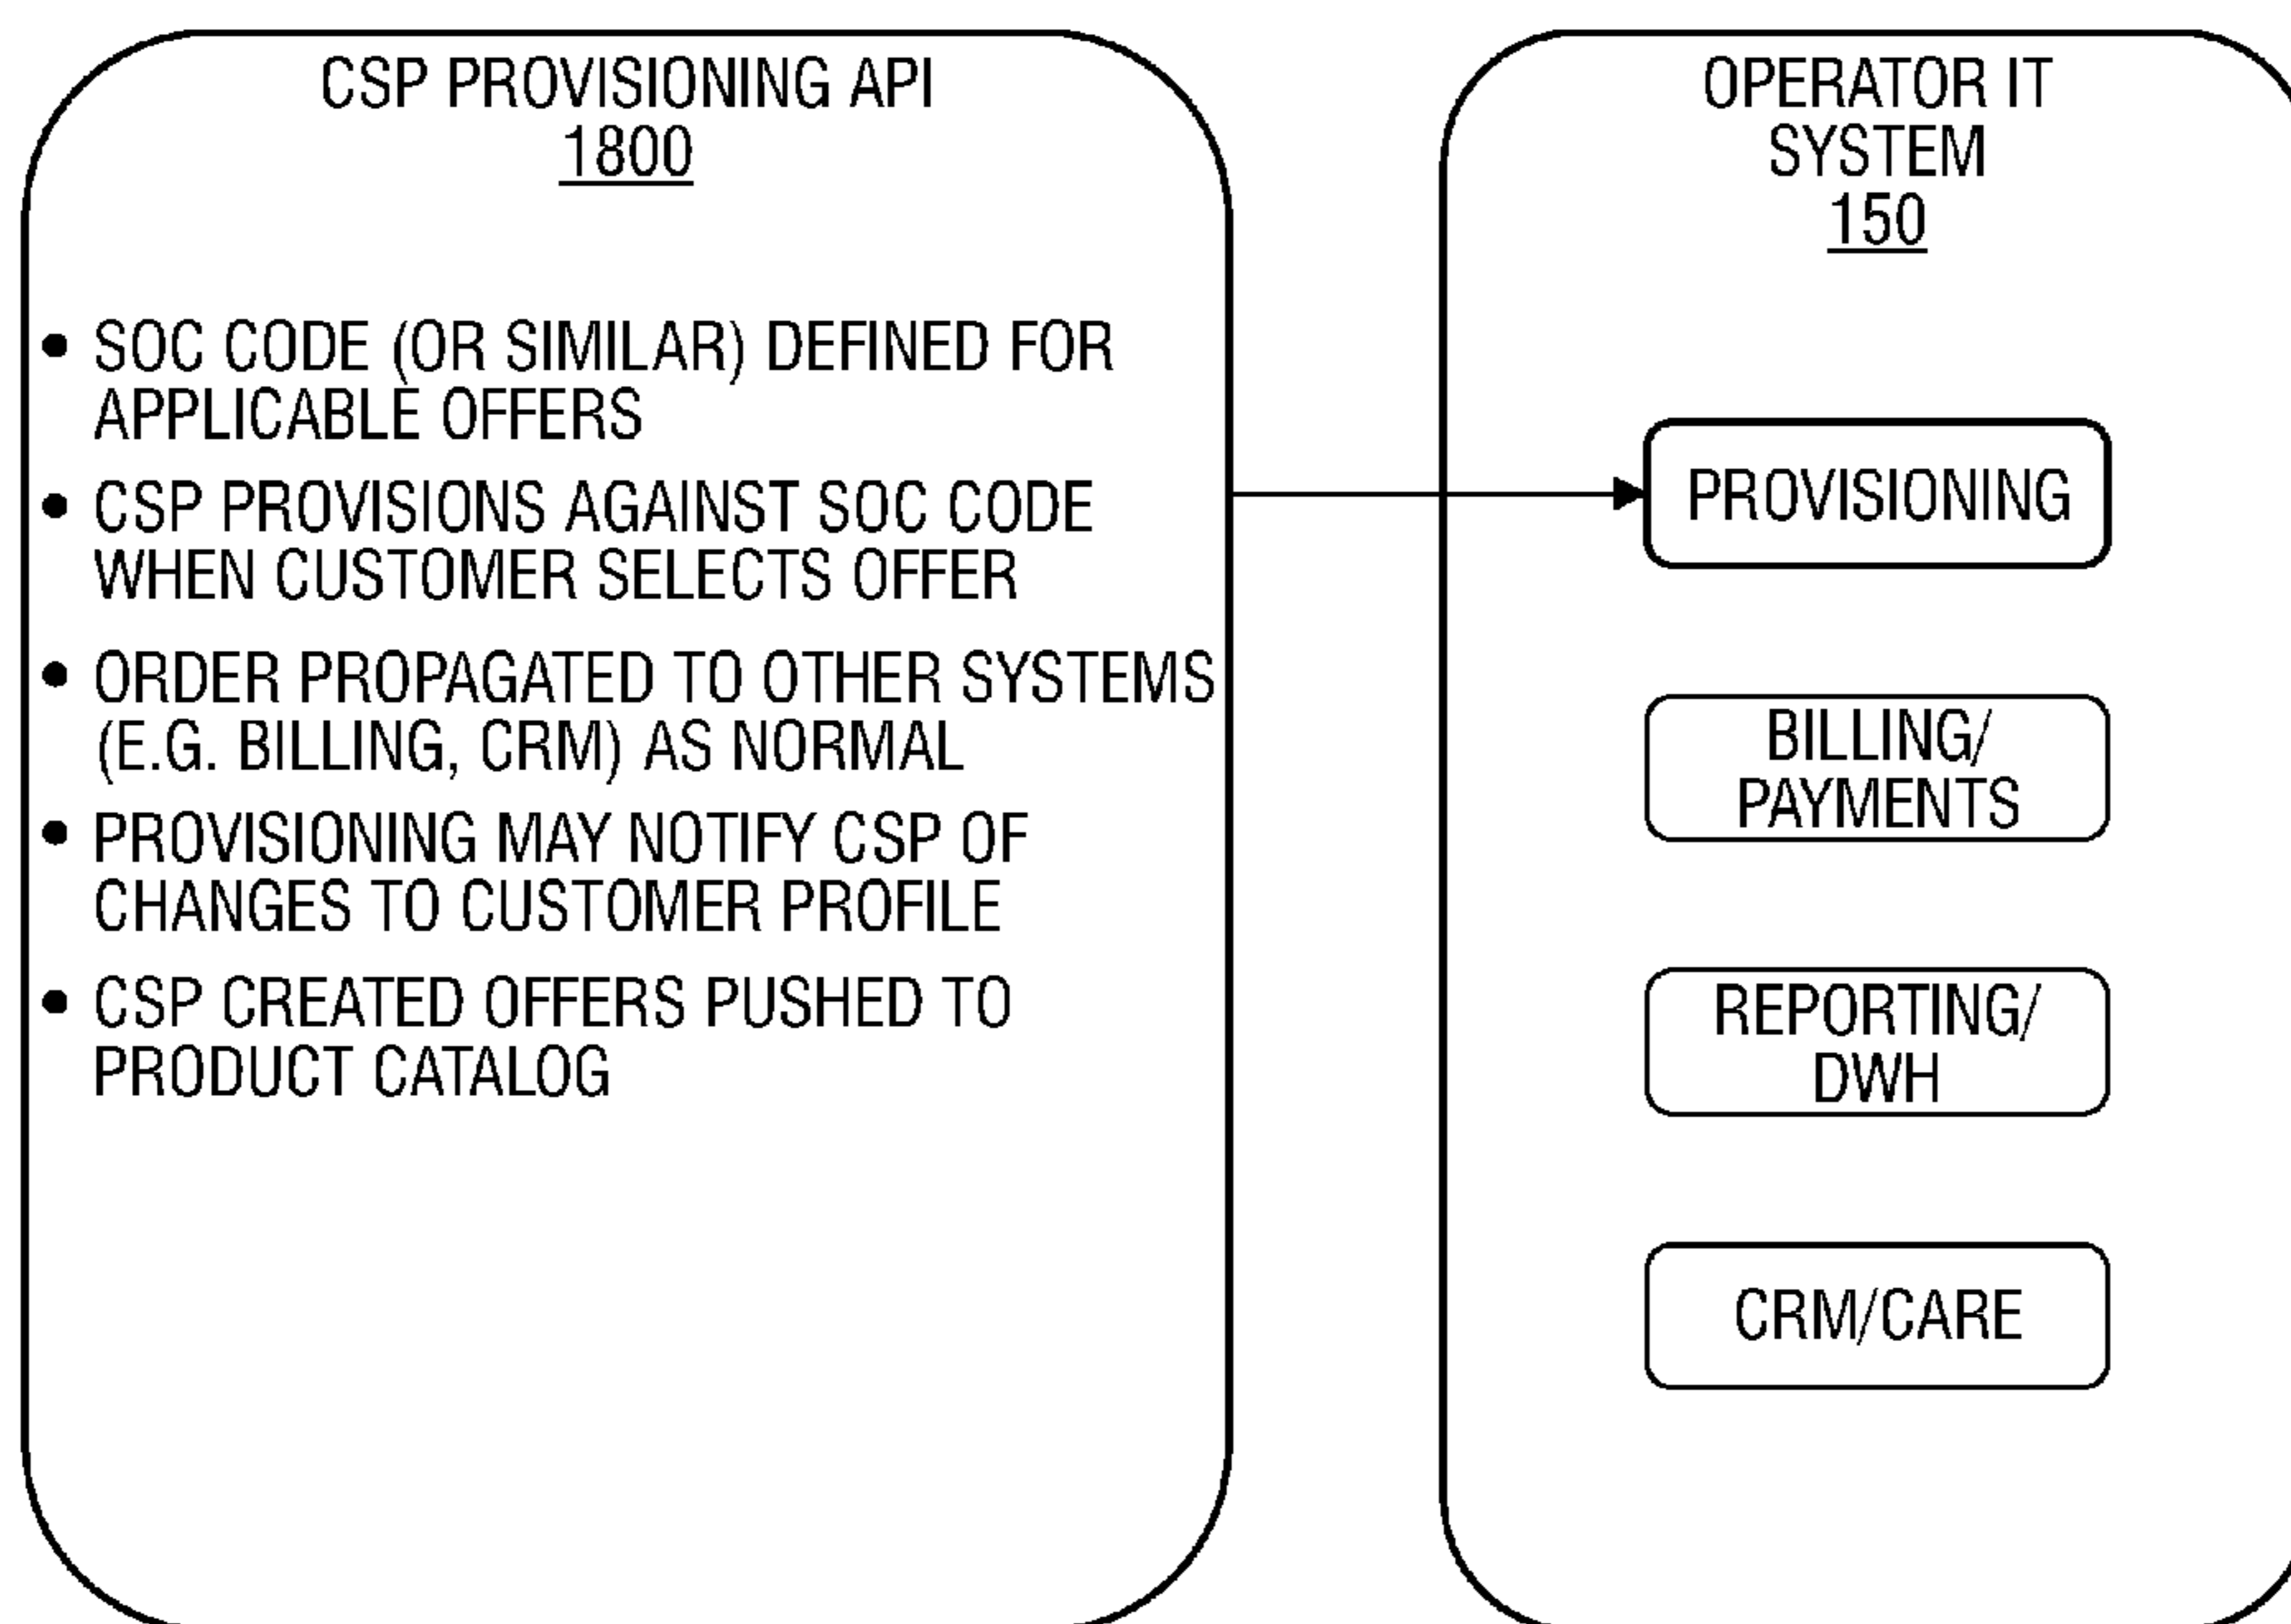 CSP PROVISIONING API
1800
• SOC CODE (OR SIMILAR) DEFINED FOR
APPLICABLE OFFERS
• CSP PROVISIONS AGAINST SOC CODE
WHEN CUSTOMER SELECTS OFFER
• ORDER PROPAGATED TO OTHER SYSTEMS
(E.G. BILLING, CRM) AS NORMAL
• PROVISIONING MAY NOTIFY CSP OF
CHANGES TO CUSTOMER PROFILE
• CSP CREATED OFFERS PUSHED TO
PRODUCT CATALOG
OPERATOR IT
SYSTEM
150
PROVISIONING
BILLING/
PAYMENTS
REPORTING/
DWH
CRM/CARE